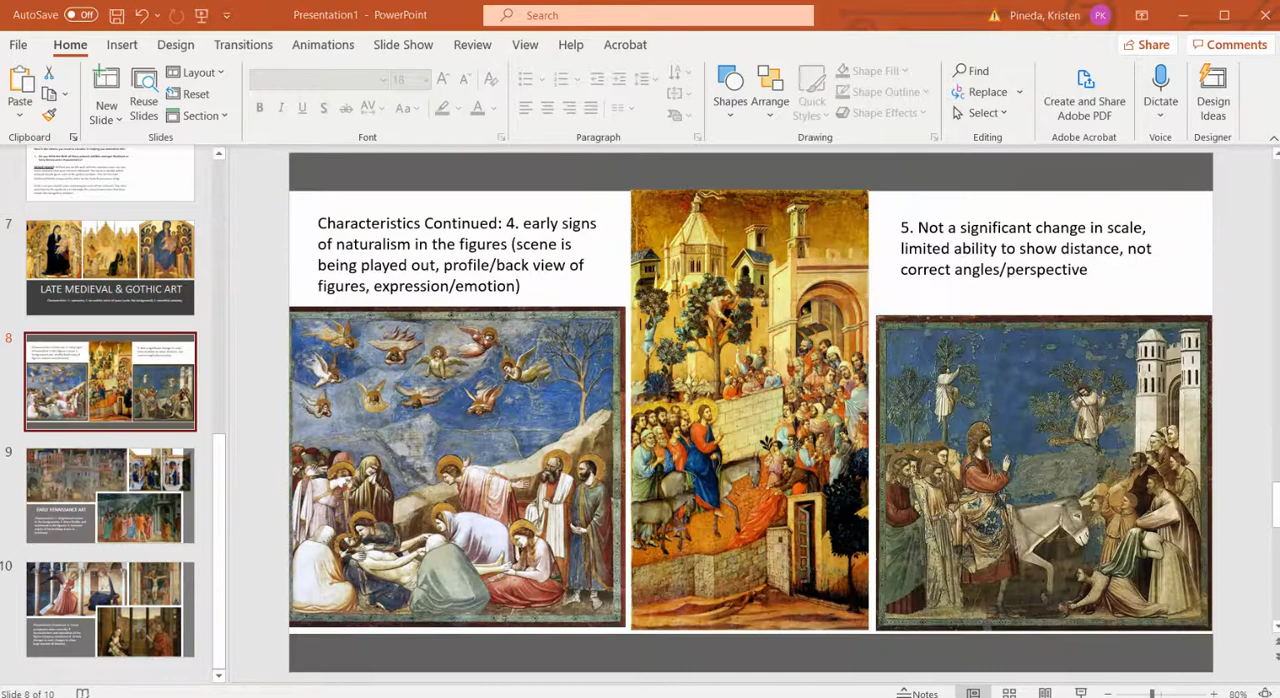 AutoSave Off Presentation1 - PowerPoint Search Pineda, Kristen PK
File Home Insert Design Transitions Animations Slide Show Review View Help Acrobat Share Comments
Paste
Clipboard
New Slide
Reuse Slides
Layout
Reset
Section
Slides
18
Font
Paragraph
Shapes
Arrange
Quick Styles
Shape Fill
Shape Outline
Shape Effects
Drawing
Find
Replace
Select
Editing
Create and Share Adobe PDF
Adobe Acrobat
Dictate
Voice
Design Ideas
Designer
7
LATE MEDIEVAL & GOTHIC ART
8
9
EARLY RENAISSANCE ART
10
Characteristics Continued: 4. early signs
of naturalism in the figures (scene is
being played out, profile/back view of
figures, expression/emotion)
5. Not a significant change in scale,
limited ability to show distance, not
correct angles/perspective
Slide 8 of 10 Notes 80%